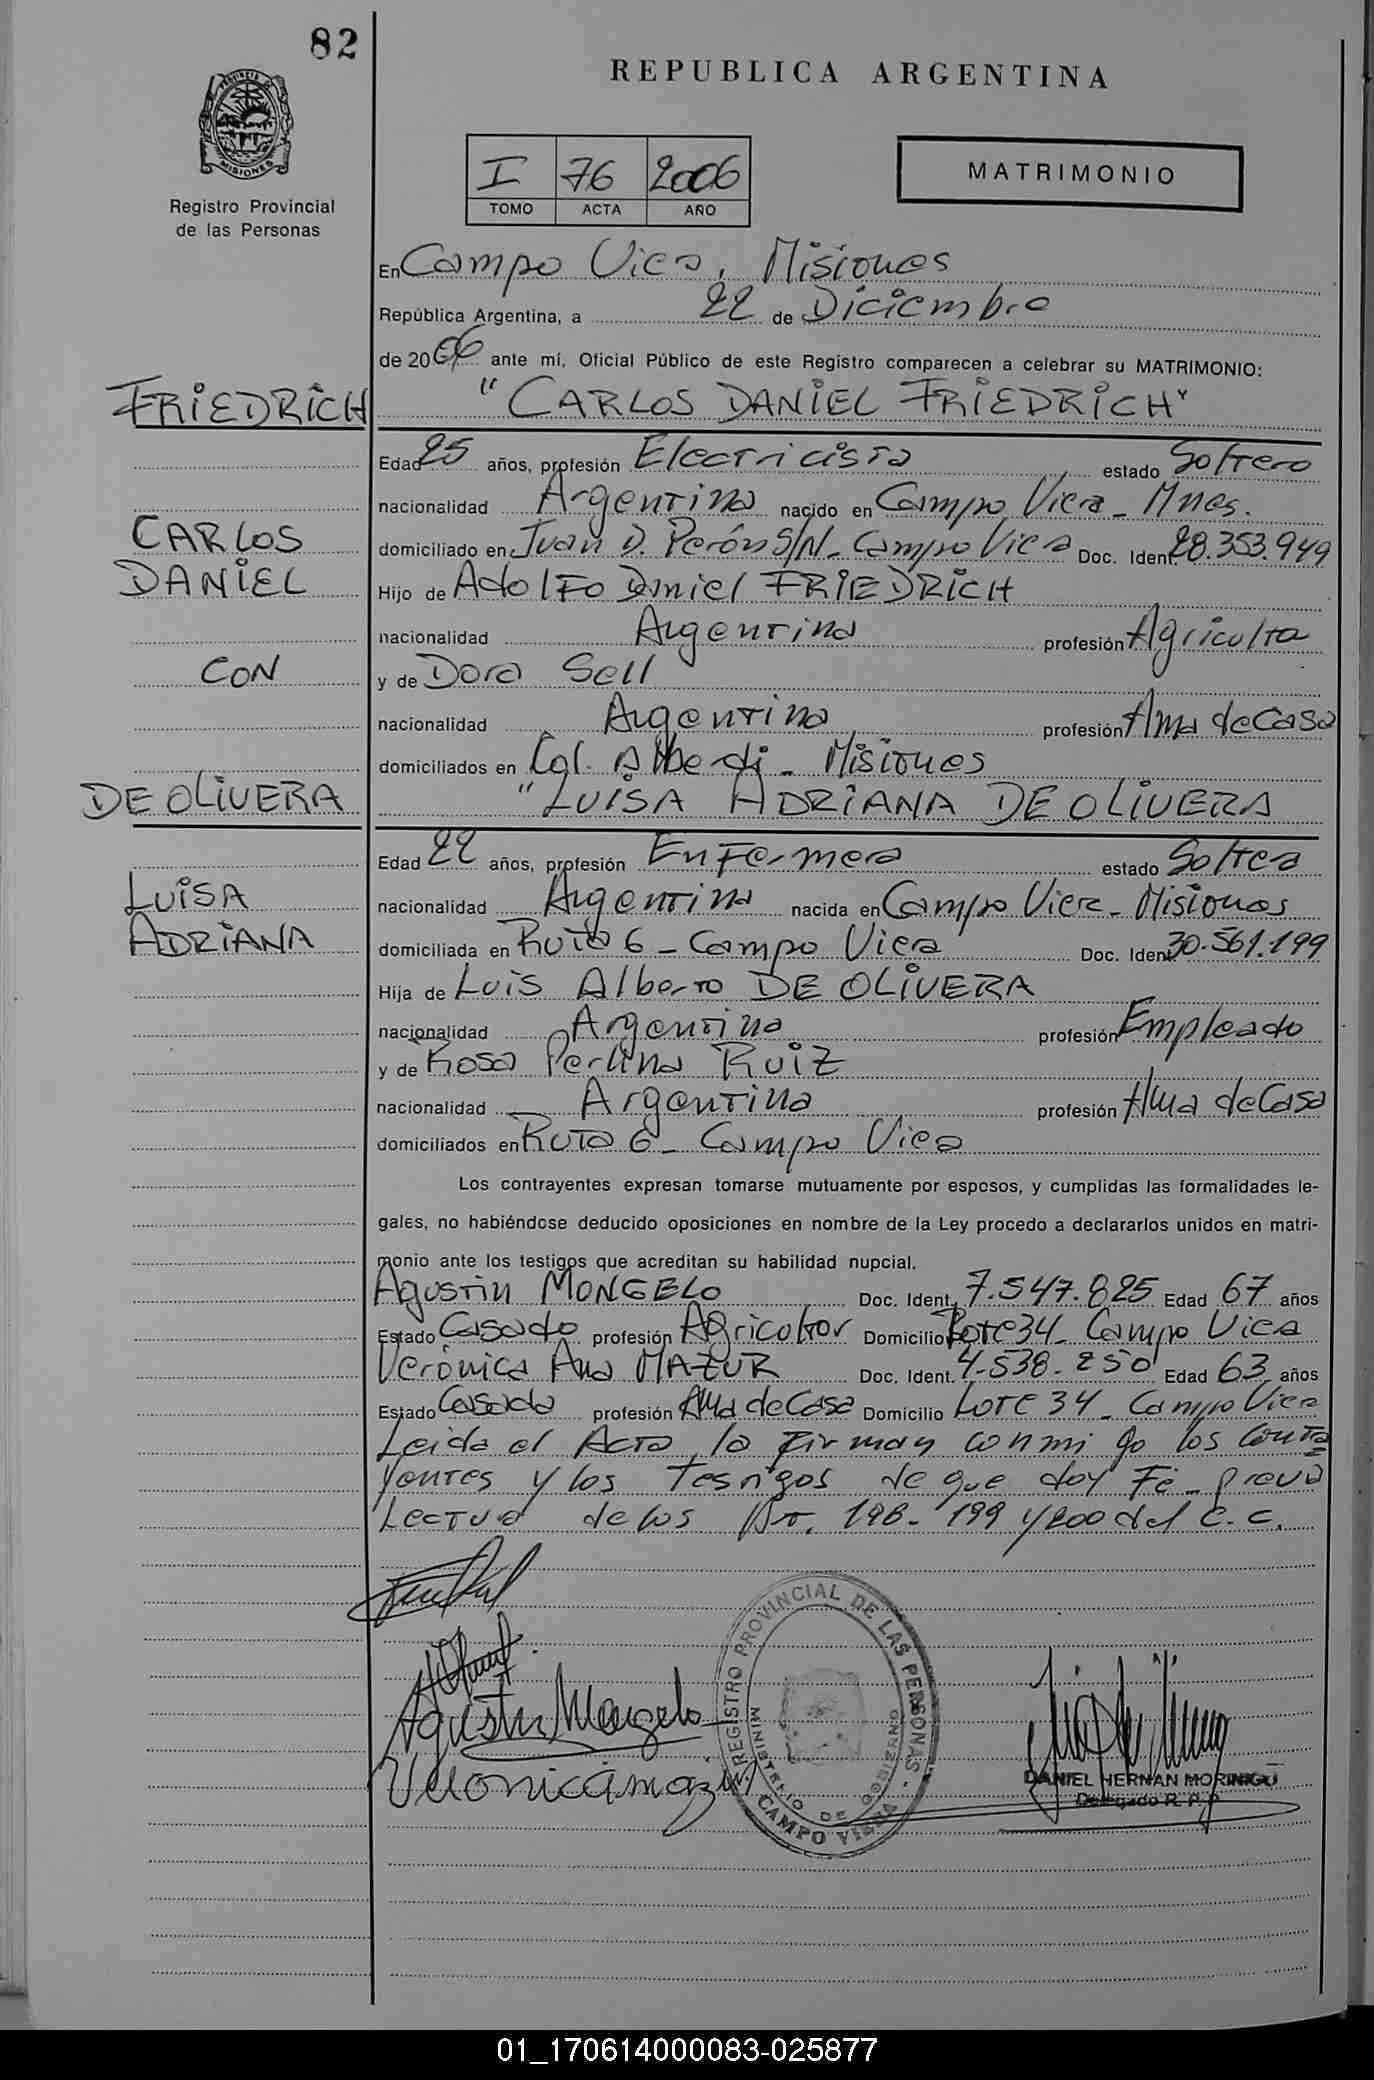 82
REPUBLICA ARGENTINA
PROVINCIA DE
MISIONES
Registro Provincial
de las Personas
I 76 2006
TOMO ACTA AÑO
MATRIMONIO
En Campo Viera, Misiones
República Argentina, a 22 de Diciembre
de 2006 ante mí, Oficial Público de este Registro comparecen a celebrar su MATRIMONIO:
FRIEDRICH "CARLOS DANIEL FRIEDRICH"
Edad 25 años, profesión Electricista estado Soltero
nacionalidad Argentina nacido en Campo Viera - Mnes.
CARLOS domiciliado en Juan D. Perón S/N - Campo Viera Doc. Ident. 28.353.949
DANIEL Hijo de Adolfo Daniel FRIEDRICH
nacionalidad Argentina profesión Agriculta
CON y de Dora Sell
nacionalidad Argentina profesión Ama de Casa
domiciliados en Col. Alberdi - Misiones
DE OLIVERA "LUISA ADRIANA DE OLIVERA
Edad 22 años, profesión Enfermera estado Soltera
LUISA nacionalidad Argentina nacida en Campo Viera - Misiones
ADRIANA domiciliada en Ruta 6 - Campo Viera Doc. Ident. 30.561.199
Hija de Luis Alberto DE OLIVERA
nacionalidad Argentina profesión Empleado
y de Rosa Perlina RUIZ
nacionalidad Argentina profesión Ama de Casa
domiciliados en Ruta 6 - Campo Viera
Los contrayentes expresan tomarse mutuamente por esposos, y cumplidas las formalidades le-
gales, no habiéndose deducido oposiciones en nombre de la Ley procedo a declararlos unidos en matri-
monio ante los testigos que acreditan su habilidad nupcial.
Agustin MONGELO Doc. Ident. 7.547.825 Edad 67 años
Estado Casado profesión Agricultor Domicilio Lote 34 - Campo Viera
Verónica Ana MAZUR Doc. Ident. 4.538.250 Edad 63 años
Estado Casada profesión Ama de Casa Domicilio Lote 34 - Campo Viera
Leida el Acta, la firman conmigo los contra
yentes y los testigos de que doy Fé - previa
Lectura de los Art. 198 - 199 y 200 del C. C.
Agustin Mongelo
Veronica mazur
REGISTRO PROVINCIAL DE LAS PERSONAS
MINISTERIO DE GOBIERNO
CAMPO VIERA
DANIEL HERNAN MORINIGO
Delegado R. P. P.
01_170614000083-025877